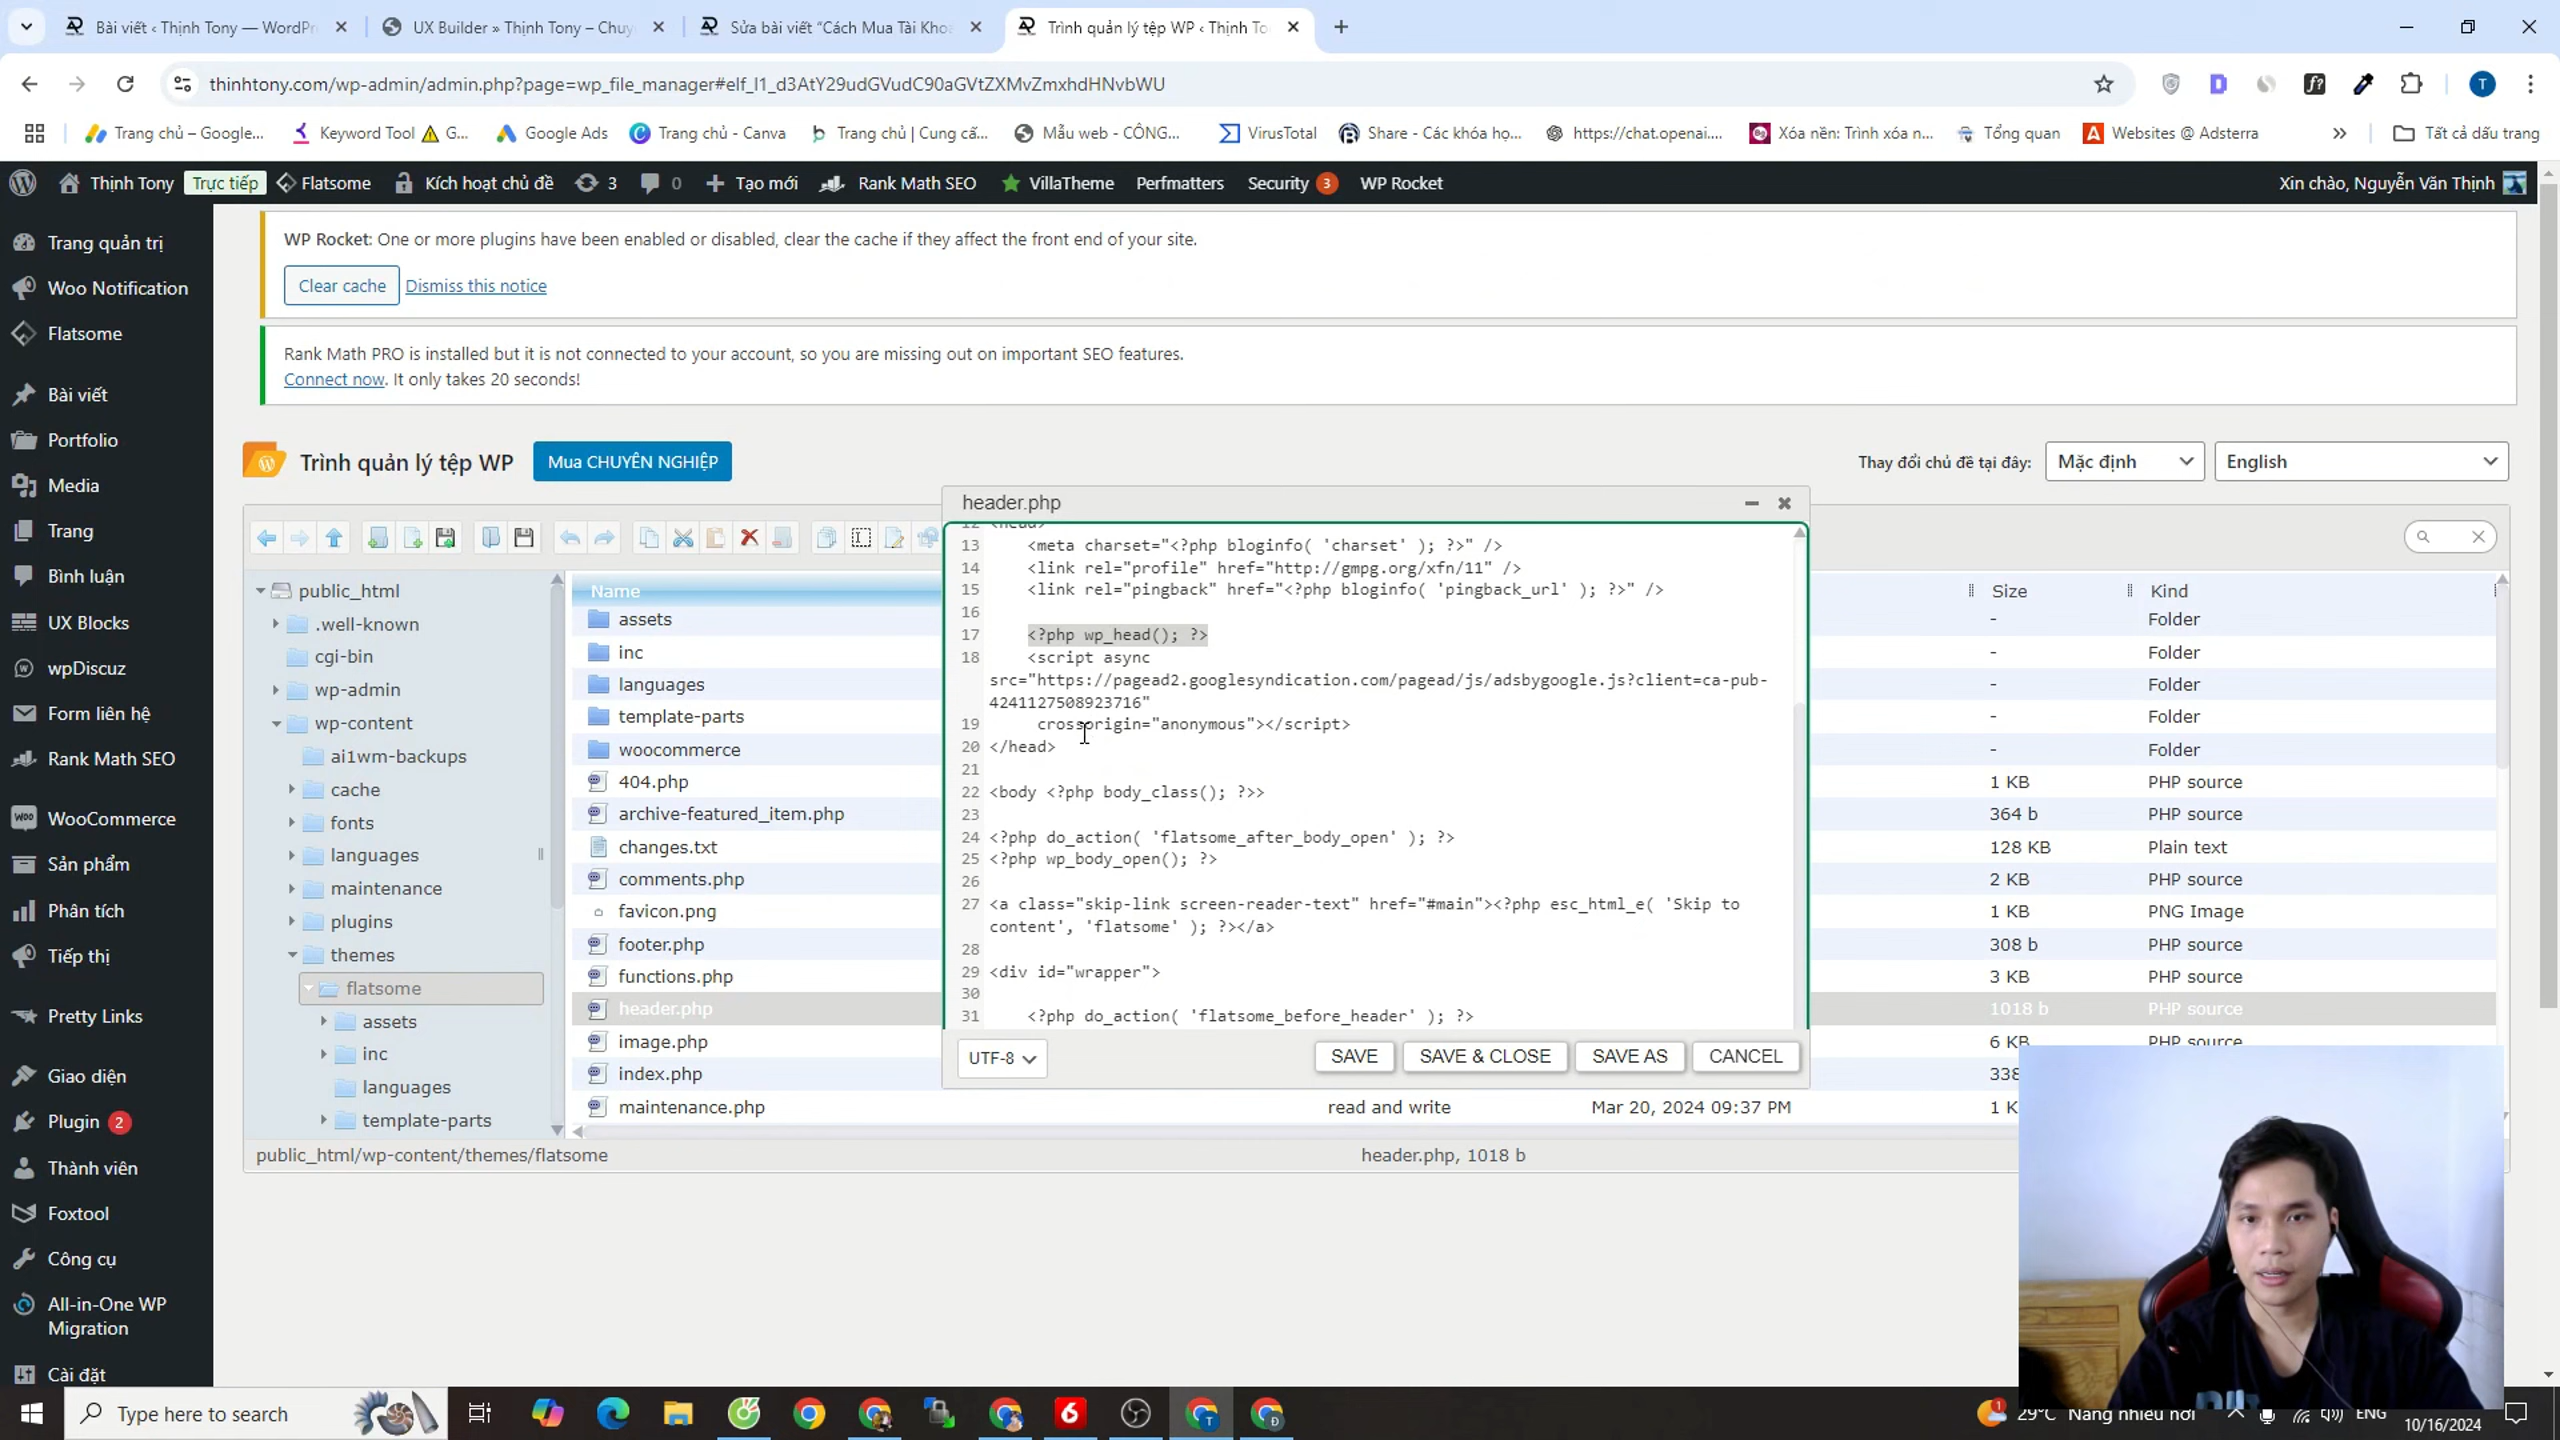 Bài viết ‹ Thịnh Tony — WordPr
UX Builder » Thịnh Tony – Chuy
Sửa bài viết “Cách Mua Tài Kho
Trình quản lý tệp WP ‹ Thịnh To
thinhtony.com/wp-admin/admin.php?page=wp_file_manager#elf_l1_d3AtY29udGVudC90aGVtZXMvZmxhdHNvbWU
Trang chủ – Google...
Keyword Tool ⚠ G...
Google Ads
Trang chủ - Canva
Trang chủ | Cung cấ...
Mẫu web - CÔNG...
VirusTotal
Share - Các khóa họ...
https://chat.openai....
Xóa nền: Trình xóa n...
Tổng quan
Websites @ Adsterra
Tất cả dấu trang
Thịnh Tony
Trực tiếp
Flatsome
Kích hoạt chủ đề
3
0
Tạo mới
Rank Math SEO
VillaTheme
Perfmatters
Security 3
WP Rocket
Xin chào, Nguyễn Văn Thịnh
Trang quản trị
Woo Notification
Flatsome
Bài viết
Portfolio
Media
Trang
Bình luận
UX Blocks
wpDiscuz
Form liên hệ
Rank Math SEO
WooCommerce
Sản phẩm
Phân tích
Tiếp thị
Pretty Links
Giao diện
Plugin 2
Thành viên
Foxtool
Công cụ
All-in-One WP
Migration
Cài đặt
WP Rocket: One or more plugins have been enabled or disabled, clear the cache if they affect the front end of your site.
Clear cache
Dismiss this notice
Rank Math PRO is installed but it is not connected to your account, so you are missing out on important SEO features.
Connect now. It only takes 20 seconds!
Trình quản lý tệp WP
Mua CHUYÊN NGHIỆP
Thay đổi chủ đề tại đây:
Mặc định
English
public_html
.well-known
cgi-bin
wp-admin
wp-content
ai1wm-backups
cache
fonts
languages
maintenance
plugins
themes
flatsome
assets
inc
languages
template-parts
Name
Size
Kind
assets
- Folder
inc
- Folder
languages
- Folder
template-parts
- Folder
woocommerce
- Folder
404.php
1 KB PHP source
archive-featured_item.php
364 b PHP source
changes.txt
128 KB Plain text
comments.php
2 KB PHP source
favicon.png
1 KB PNG Image
footer.php
308 b PHP source
functions.php
3 KB PHP source
header.php
1018 b PHP source
image.php
6 KB PHP source
index.php
338
maintenance.php
read and write
Mar 20, 2024 09:37 PM
1 K
header.php
12 <head>
13 <meta charset="<?php bloginfo( 'charset' ); ?>" />
14 <link rel="profile" href="http://gmpg.org/xfn/11" />
15 <link rel="pingback" href="<?php bloginfo( 'pingback_url' ); ?>" />
16
17 <?php wp_head(); ?>
18 <script async
src="https://pagead2.googlesyndication.com/pagead/js/adsbygoogle.js?client=ca-pub-
4241127508923716"
19 crossorigin="anonymous"></script>
20 </head>
21
22 <body <?php body_class(); ?>>
23
24 <?php do_action( 'flatsome_after_body_open' ); ?>
25 <?php wp_body_open(); ?>
26
27 <a class="skip-link screen-reader-text" href="#main"><?php esc_html_e( 'Skip to
content', 'flatsome' ); ?></a>
28
29 <div id="wrapper">
30
31 <?php do_action( 'flatsome_before_header' ); ?>
UTF-8
SAVE
SAVE & CLOSE
SAVE AS
CANCEL
public_html/wp-content/themes/flatsome
header.php, 1018 b
Type here to search
29°C Nắng nhiều nơi
ENG
10/16/2024